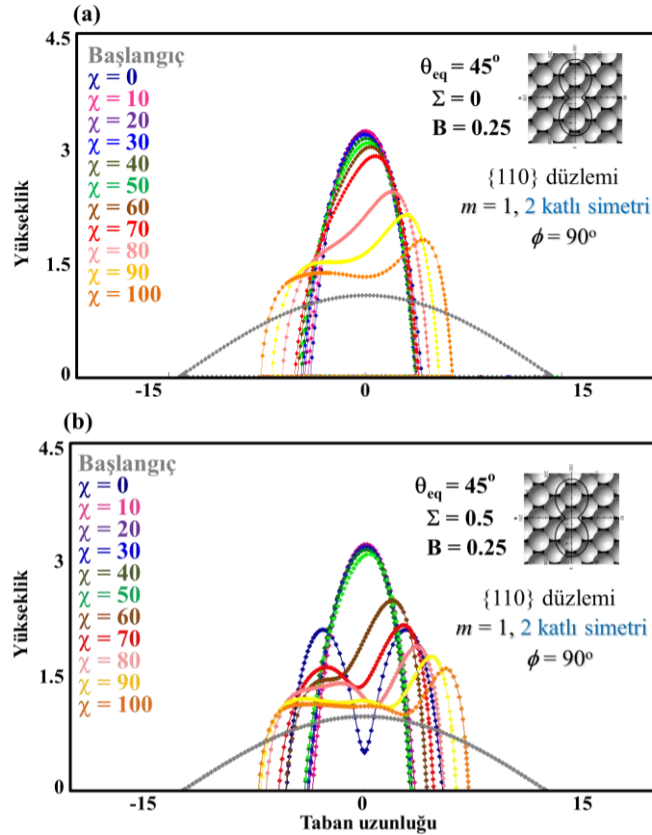 (a)
4.5
3
1.5
0
Yükseklik
Başlangıç
χ = 0
χ = 10
χ = 20
χ = 30
χ = 40
χ = 50
χ = 60
χ = 70
χ = 80
χ = 90
χ = 100
θeq = 45º
Σ = 0
B = 0.25
{110} düzlemi
m = 1, 2 katlı simetri
ϕ = 90º
-15
0
15
(b)
4.5
3
1.5
0
Yükseklik
Başlangıç
χ = 0
χ = 10
χ = 20
χ = 30
χ = 40
χ = 50
χ = 60
χ = 70
χ = 80
χ = 90
χ = 100
θeq = 45º
Σ = 0.5
B = 0.25
{110} düzlemi
m = 1, 2 katlı simetri
ϕ = 90º
-15
0
15
Taban uzunluğu